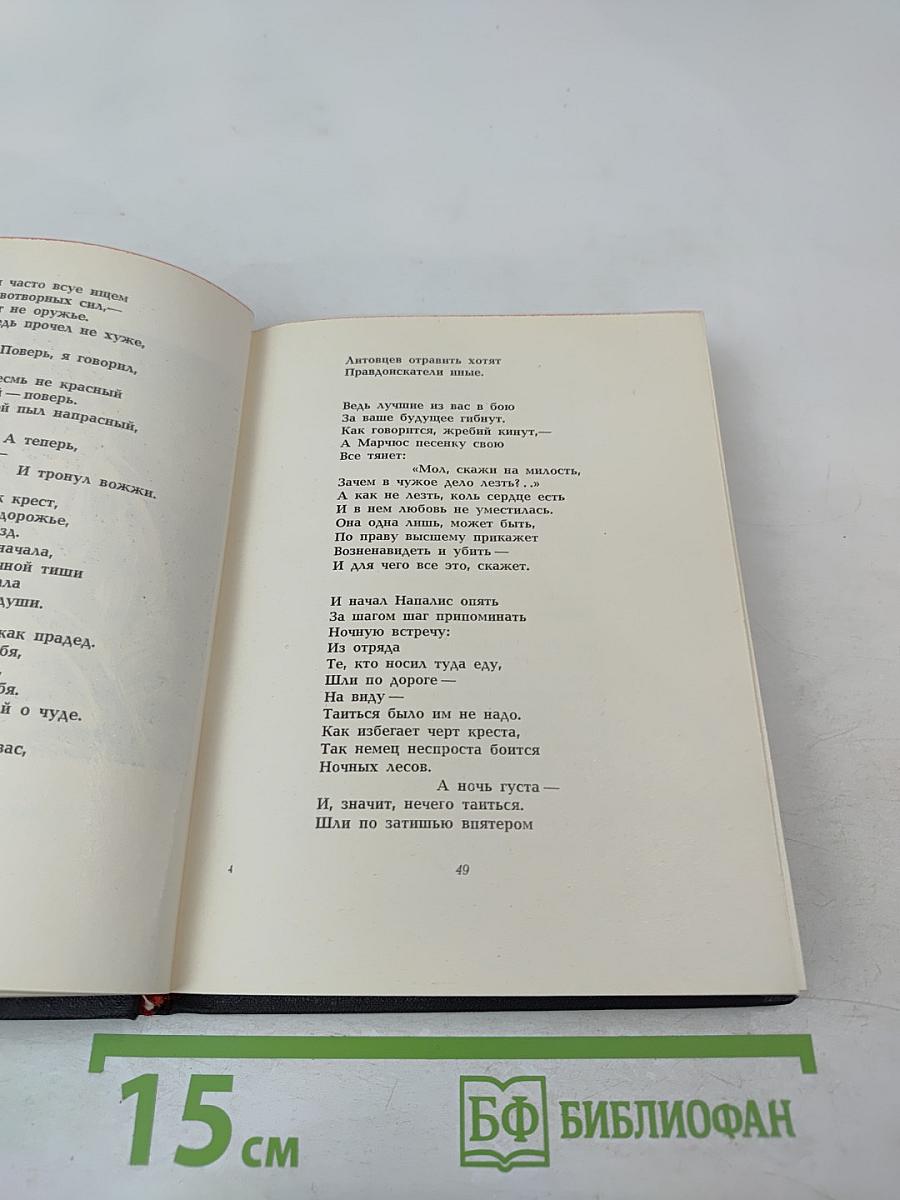 часто всуе ищем
вотворных сил,—
не оружье.
прочел не хуже,
Поверь, я говорил,
есмь не красный
— поверь.
пыл напрасный,
А теперь,
—
И тронул вожжи.
крест,
дорожье,
зд.
начала,
тиши
души.
как прадед.
бя,
бя.
о чуде.
вас,
Литовцев отравить хотят
Правдоискатели иные.
Ведь лучшие из вас в бою
За ваше будущее гибнут.
Как говорится, жребий кинут,—
А Марчюс песенку свою
Все тянет:
«Мол, скажи на милость,
Зачем в чужое дело лезть?..»
А как не лезть, коль сердце есть
И в нем любовь не уместилась.
Она одна лишь, может быть,
По праву высшему прикажет
Возненавидеть и убить —
И для чего все это, скажет.
И начал Напалис опять
За шагом шаг припоминать
Ночную встречу:
Из отряда
Те, кто носил туда еду,
Шли по дороге —
На виду —
Таиться было им не надо.
Как избегает черт креста,
Так немец неспроста боится
Ночных лесов.
А ночь густа —
И, значит, нечего таиться.
Шли по затишью впятером
4
49
15 см
БФ БИБЛИОФАН